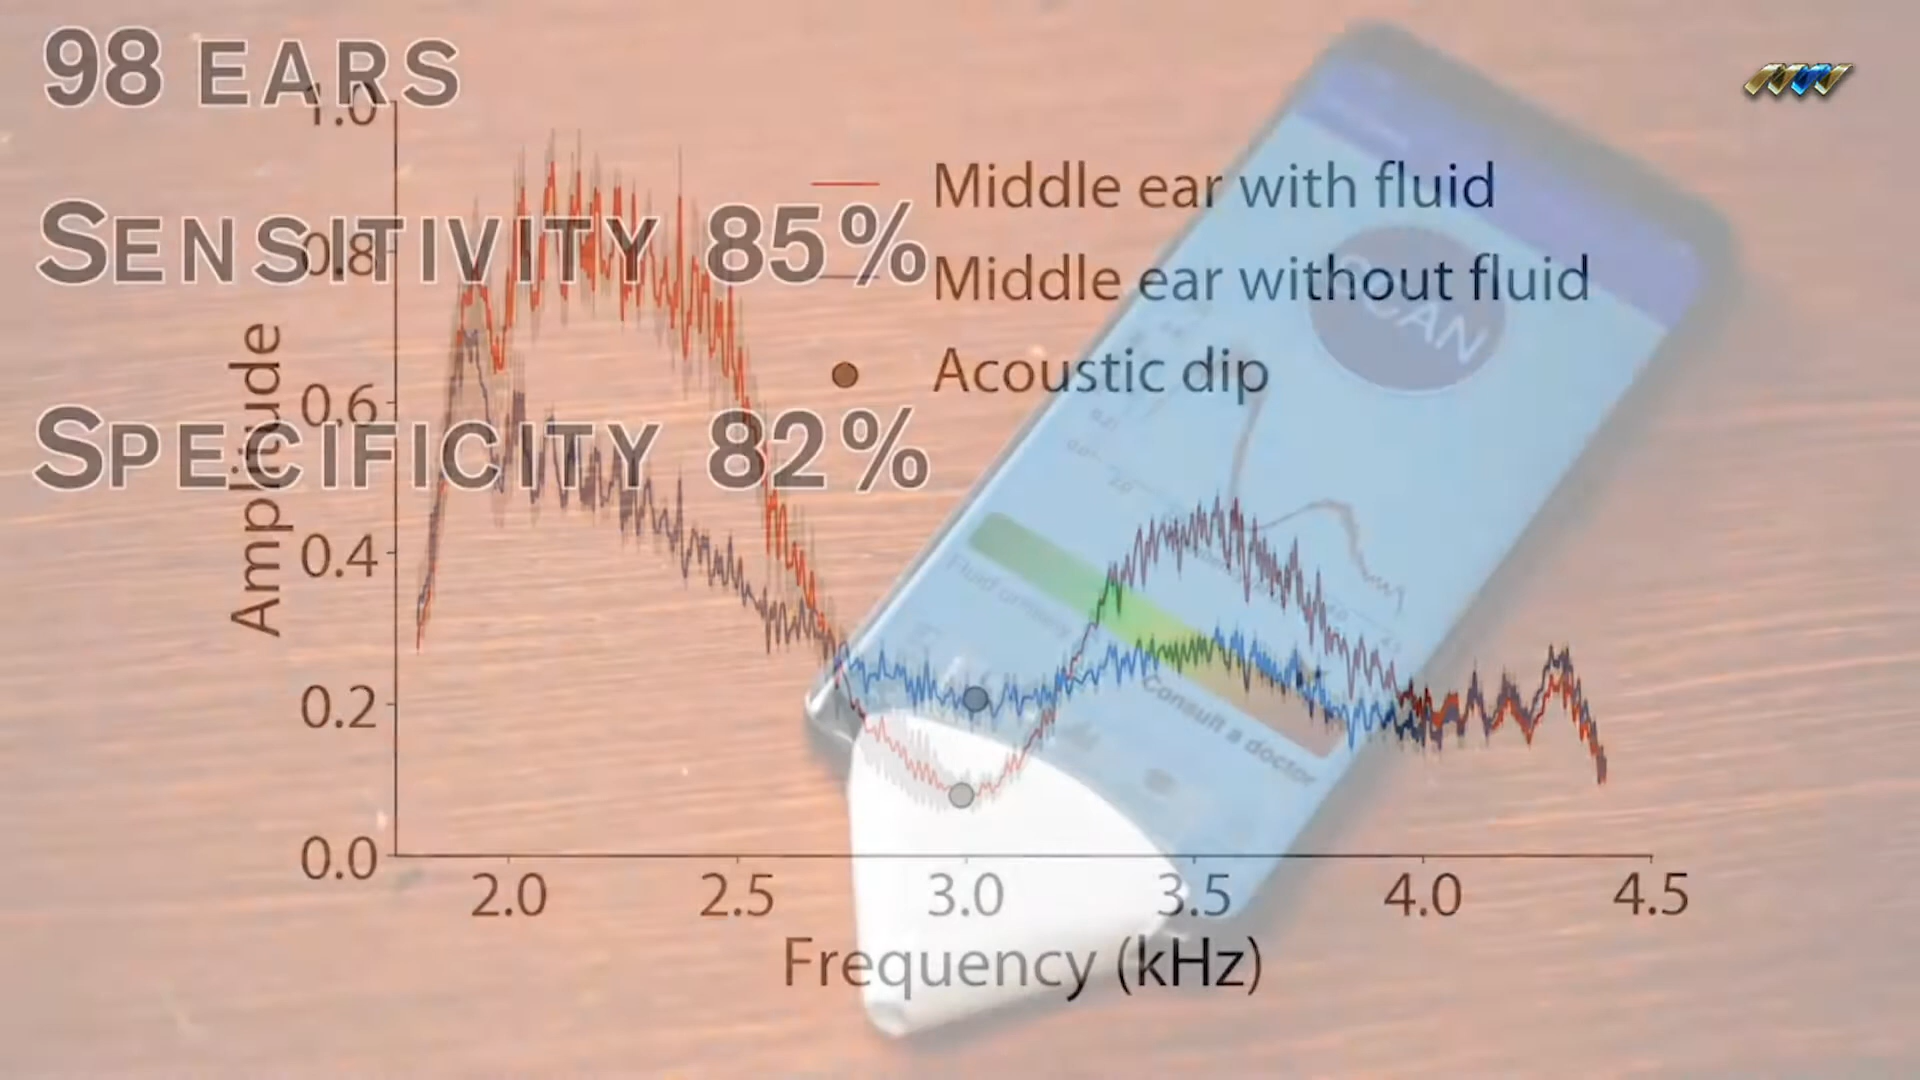 98 EARS
SENSITIVITY 85%
SPECIFICITY 82%
Middle ear with fluid
Middle ear without fluid
Acoustic dip
SCAN
Amplitude
1.0
0.8
0.6
0.4
0.2
0.0
2.0
2.5
3.0
3.5
4.0
4.5
Frequency (kHz)
Consult a doctor